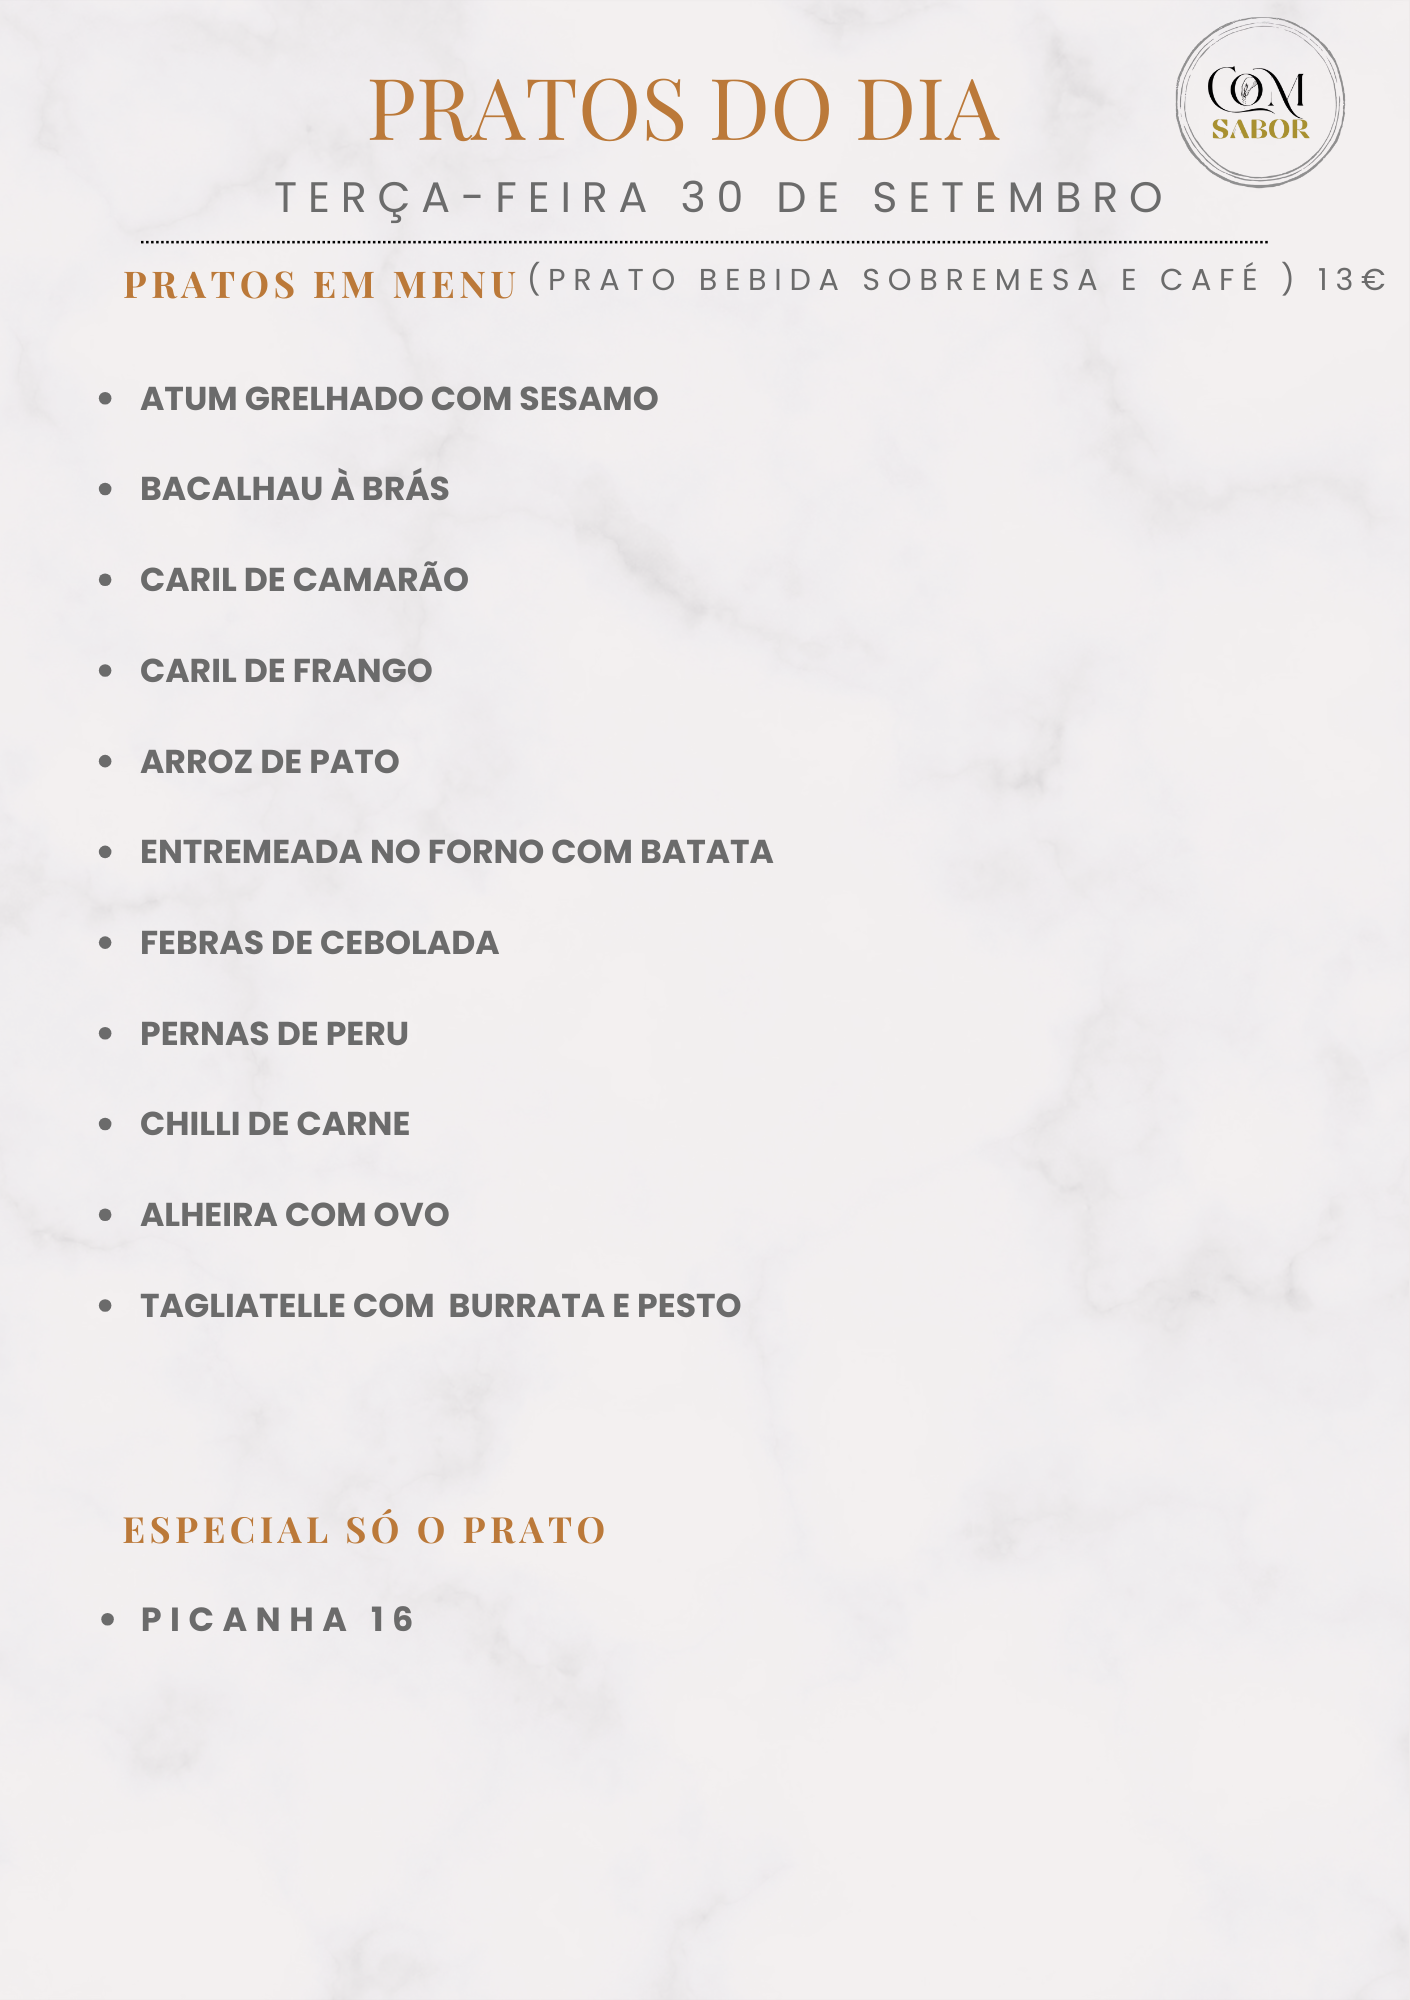 COM
SABOR
PRATOS DO DIA
TERÇA-FEIRA 30 DE SETEMBRO
PRATOS EM MENU (PRATO BEBIDA SOBREMESA E CAFÉ ) 13€
• ATUM GRELHADO COM SESAMO
• BACALHAU À BRÁS
• CARIL DE CAMARÃO
• CARIL DE FRANGO
• ARROZ DE PATO
• ENTREMEADA NO FORNO COM BATATA
• FEBRAS DE CEBOLADA
• PERNAS DE PERU
• CHILLI DE CARNE
• ALHEIRA COM OVO
• TAGLIATELLE COM  BURRATA E PESTO
ESPECIAL SÓ O PRATO
• PICANHA 16